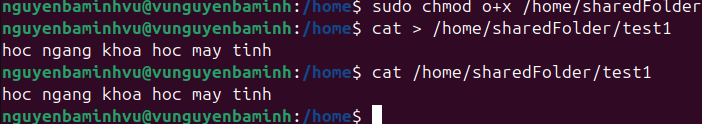 nguyenbaminhvu@vunguyenbaminh:/home$ sudo chmod o+x /home/sharedFolder
nguyenbaminhvu@vunguyenbaminh:/home$ cat > /home/sharedFolder/test1
hoc ngang khoa hoc may tinh
nguyenbaminhvu@vunguyenbaminh:/home$ cat /home/sharedFolder/test1
hoc ngang khoa hoc may tinh
nguyenbaminhvu@vunguyenbaminh:/home$